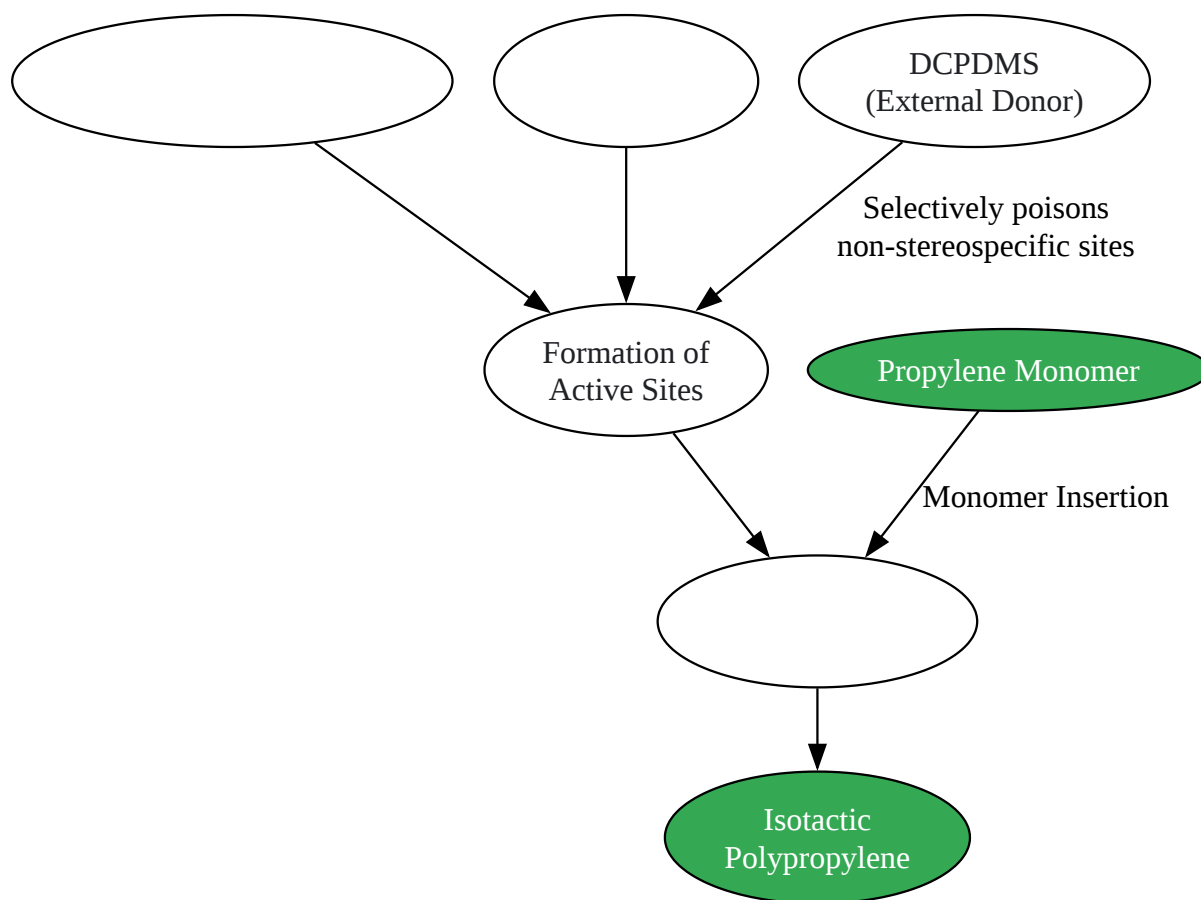 DCPDMS
(External Donor)
Selectively poisons
non-stereospecific sites
Formation of
Active Sites
Propylene Monomer
Monomer Insertion
Isotactic
Polypropylene